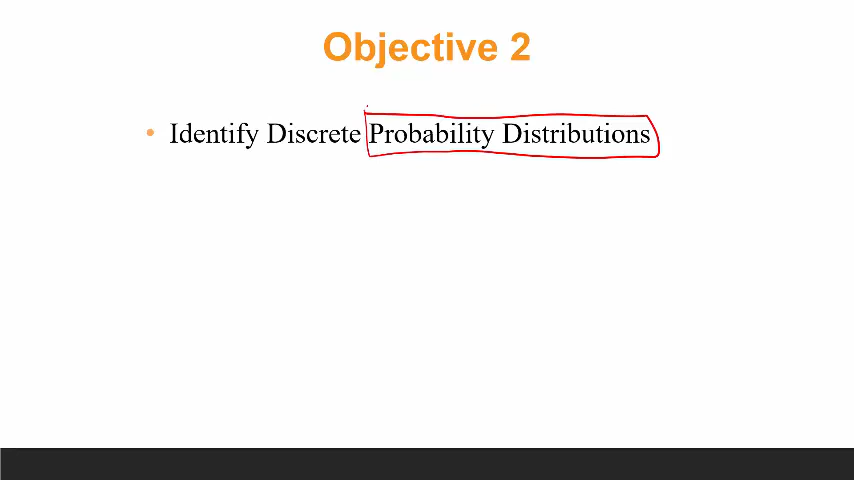 Objective 2
• Identify Discrete Probability Distributions